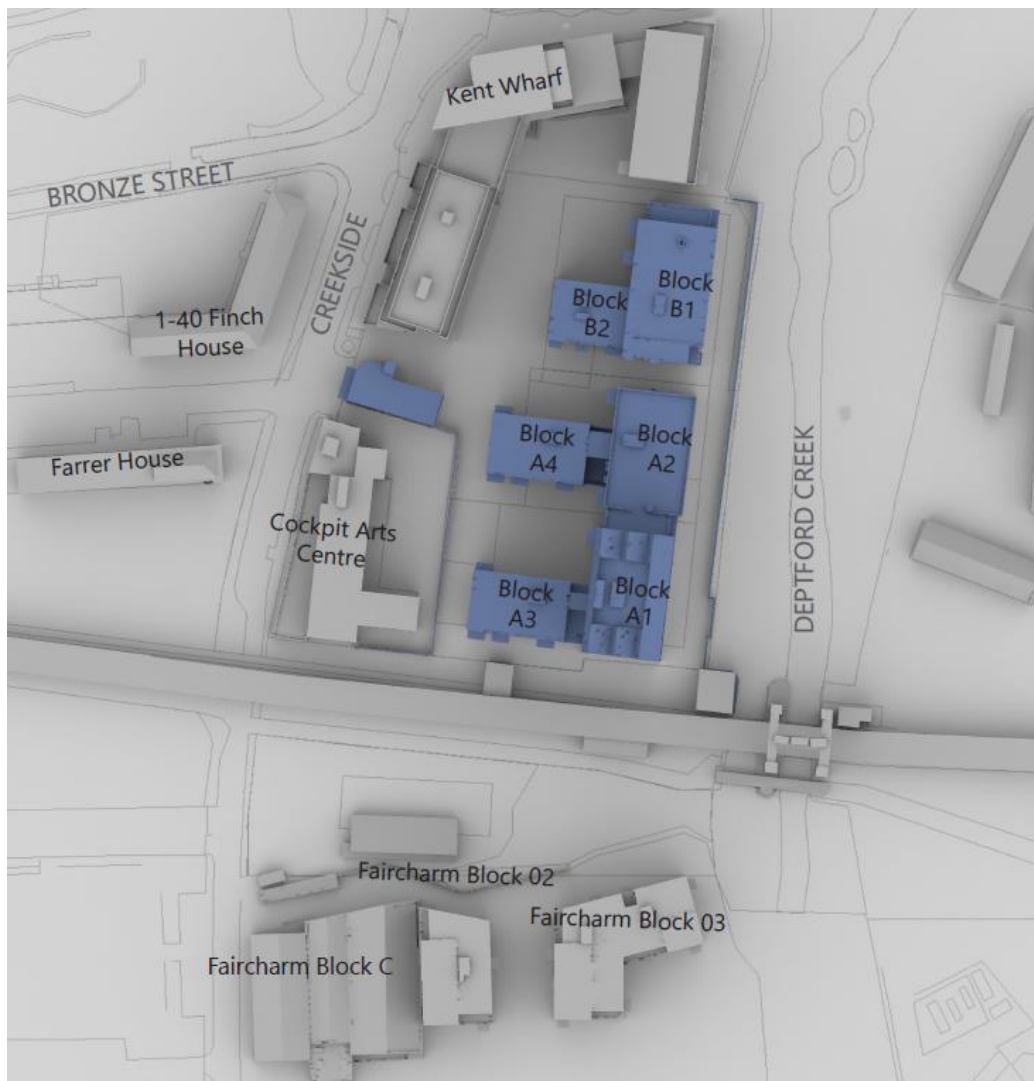 Kent Wharf
BRONZE STREET
CREEKSIDE
Block
B1
Block
B2
1-40 Finch
House
Block
A4
Block
A2
Farrer House
DEPTFORD CREEK
Cockpit Arts
Centre
Block
A3
Block
A1
Faircharm Block 02
Faircharm Block 03
Faircharm Block C